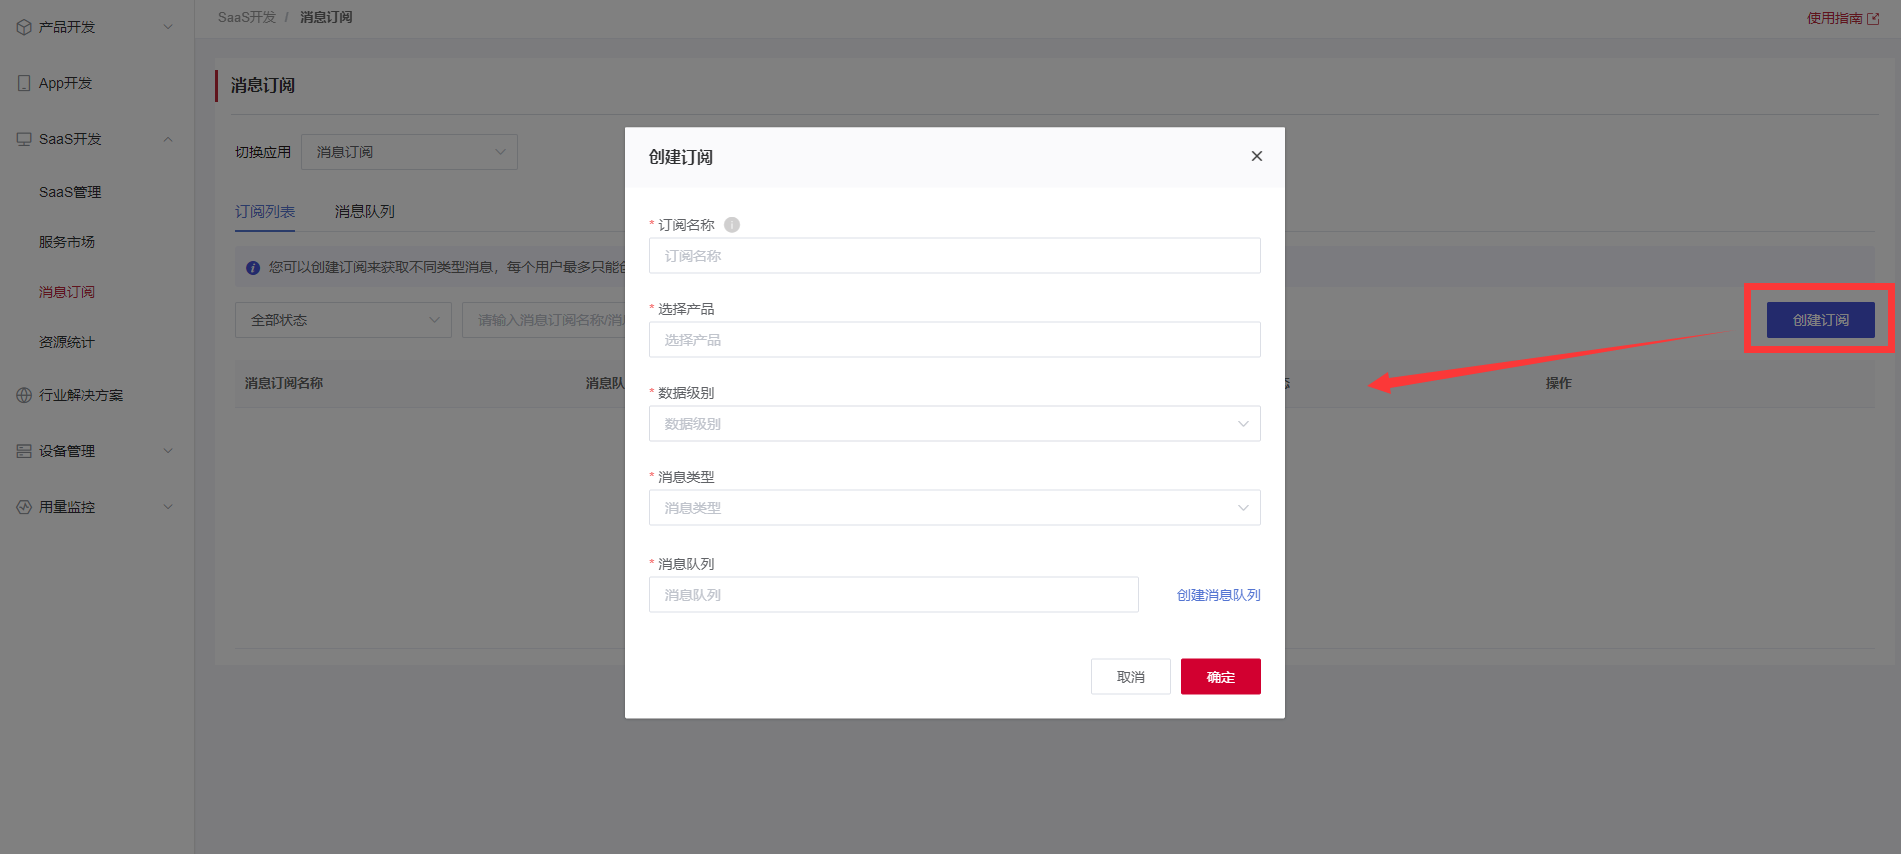 产品开发
App开发
SaaS开发
SaaS管理
服务市场
消息订阅
资源统计
行业解决方案
设备管理
用量监控
SaaS开发 / 消息订阅
使用指南
消息订阅
切换应用 消息订阅
订阅列表 消息队列
您可以创建订阅来获取不同类型消息，每个用户最多只能
全部状态 请输入消息订阅名称/消
创建订阅
消息订阅名称 消息队 操作
创建订阅
* 订阅名称
订阅名称
* 选择产品
选择产品
* 数据级别
数据级别
* 消息类型
消息类型
* 消息队列
消息队列 创建消息队列
取消 确定